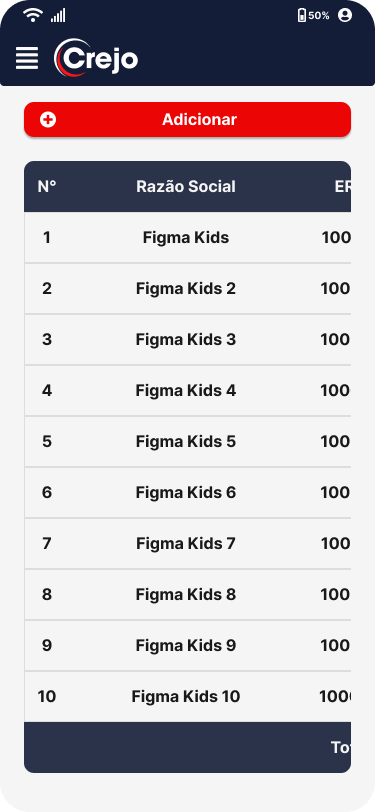 50%
Crejo
Adicionar
N° Razão Social
1 Figma Kids 100
2 Figma Kids 2 100
3 Figma Kids 3 100
4 Figma Kids 4 100
5 Figma Kids 5 100
6 Figma Kids 6 100
7 Figma Kids 7 100
8 Figma Kids 8 100
9 Figma Kids 9 100
10 Figma Kids 10 100